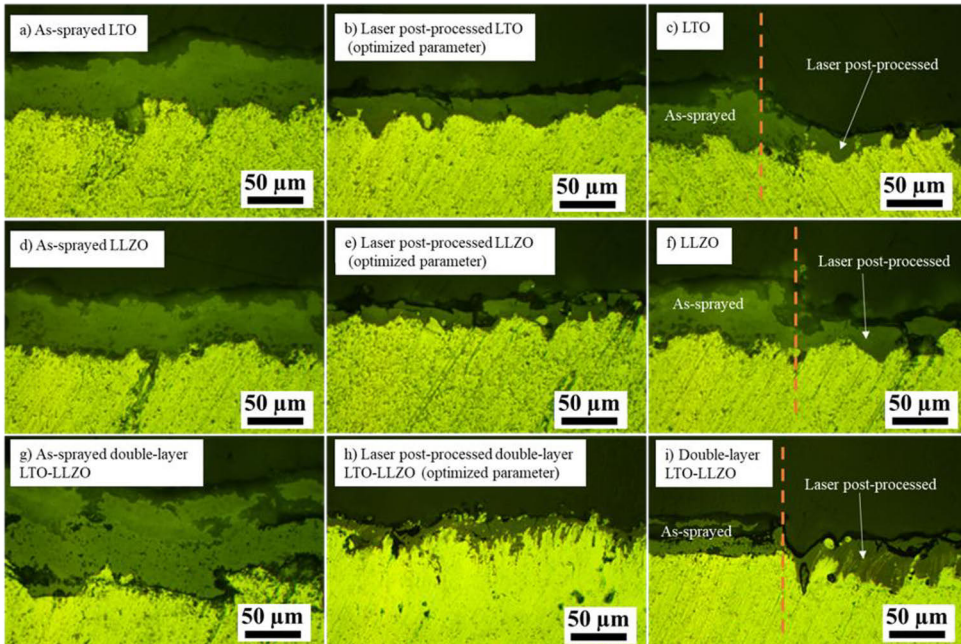 a) As-sprayed LTO
50 µm
b) Laser post-processed LTO
(optimized parameter)
50 µm
c) LTO
Laser post-processed
As-sprayed
50 µm
d) As-sprayed LLZO
50 µm
e) Laser post-processed LLZO
(optimized parameter)
50 µm
f) LLZO
Laser post-processed
As-sprayed
50 µm
g) As-sprayed double-layer
LTO-LLZO
50 µm
h) Laser post-processed double-layer
LTO-LLZO (optimized parameter)
50 µm
i) Double-layer
LTO-LLZO
Laser post-processed
As-sprayed
50 µm